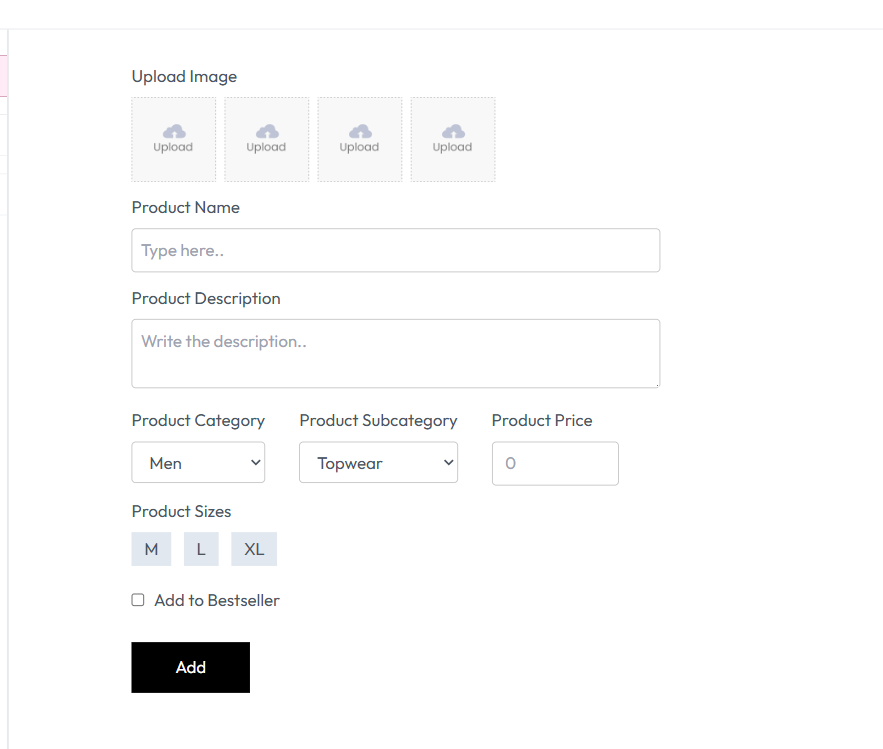 Upload Image
Upload Upload Upload Upload
Product Name
Type here..
Product Description
Write the description..
Product Category Product Subcategory Product Price
Men Topwear 0
Product Sizes
M L XL
Add to Bestseller
Add